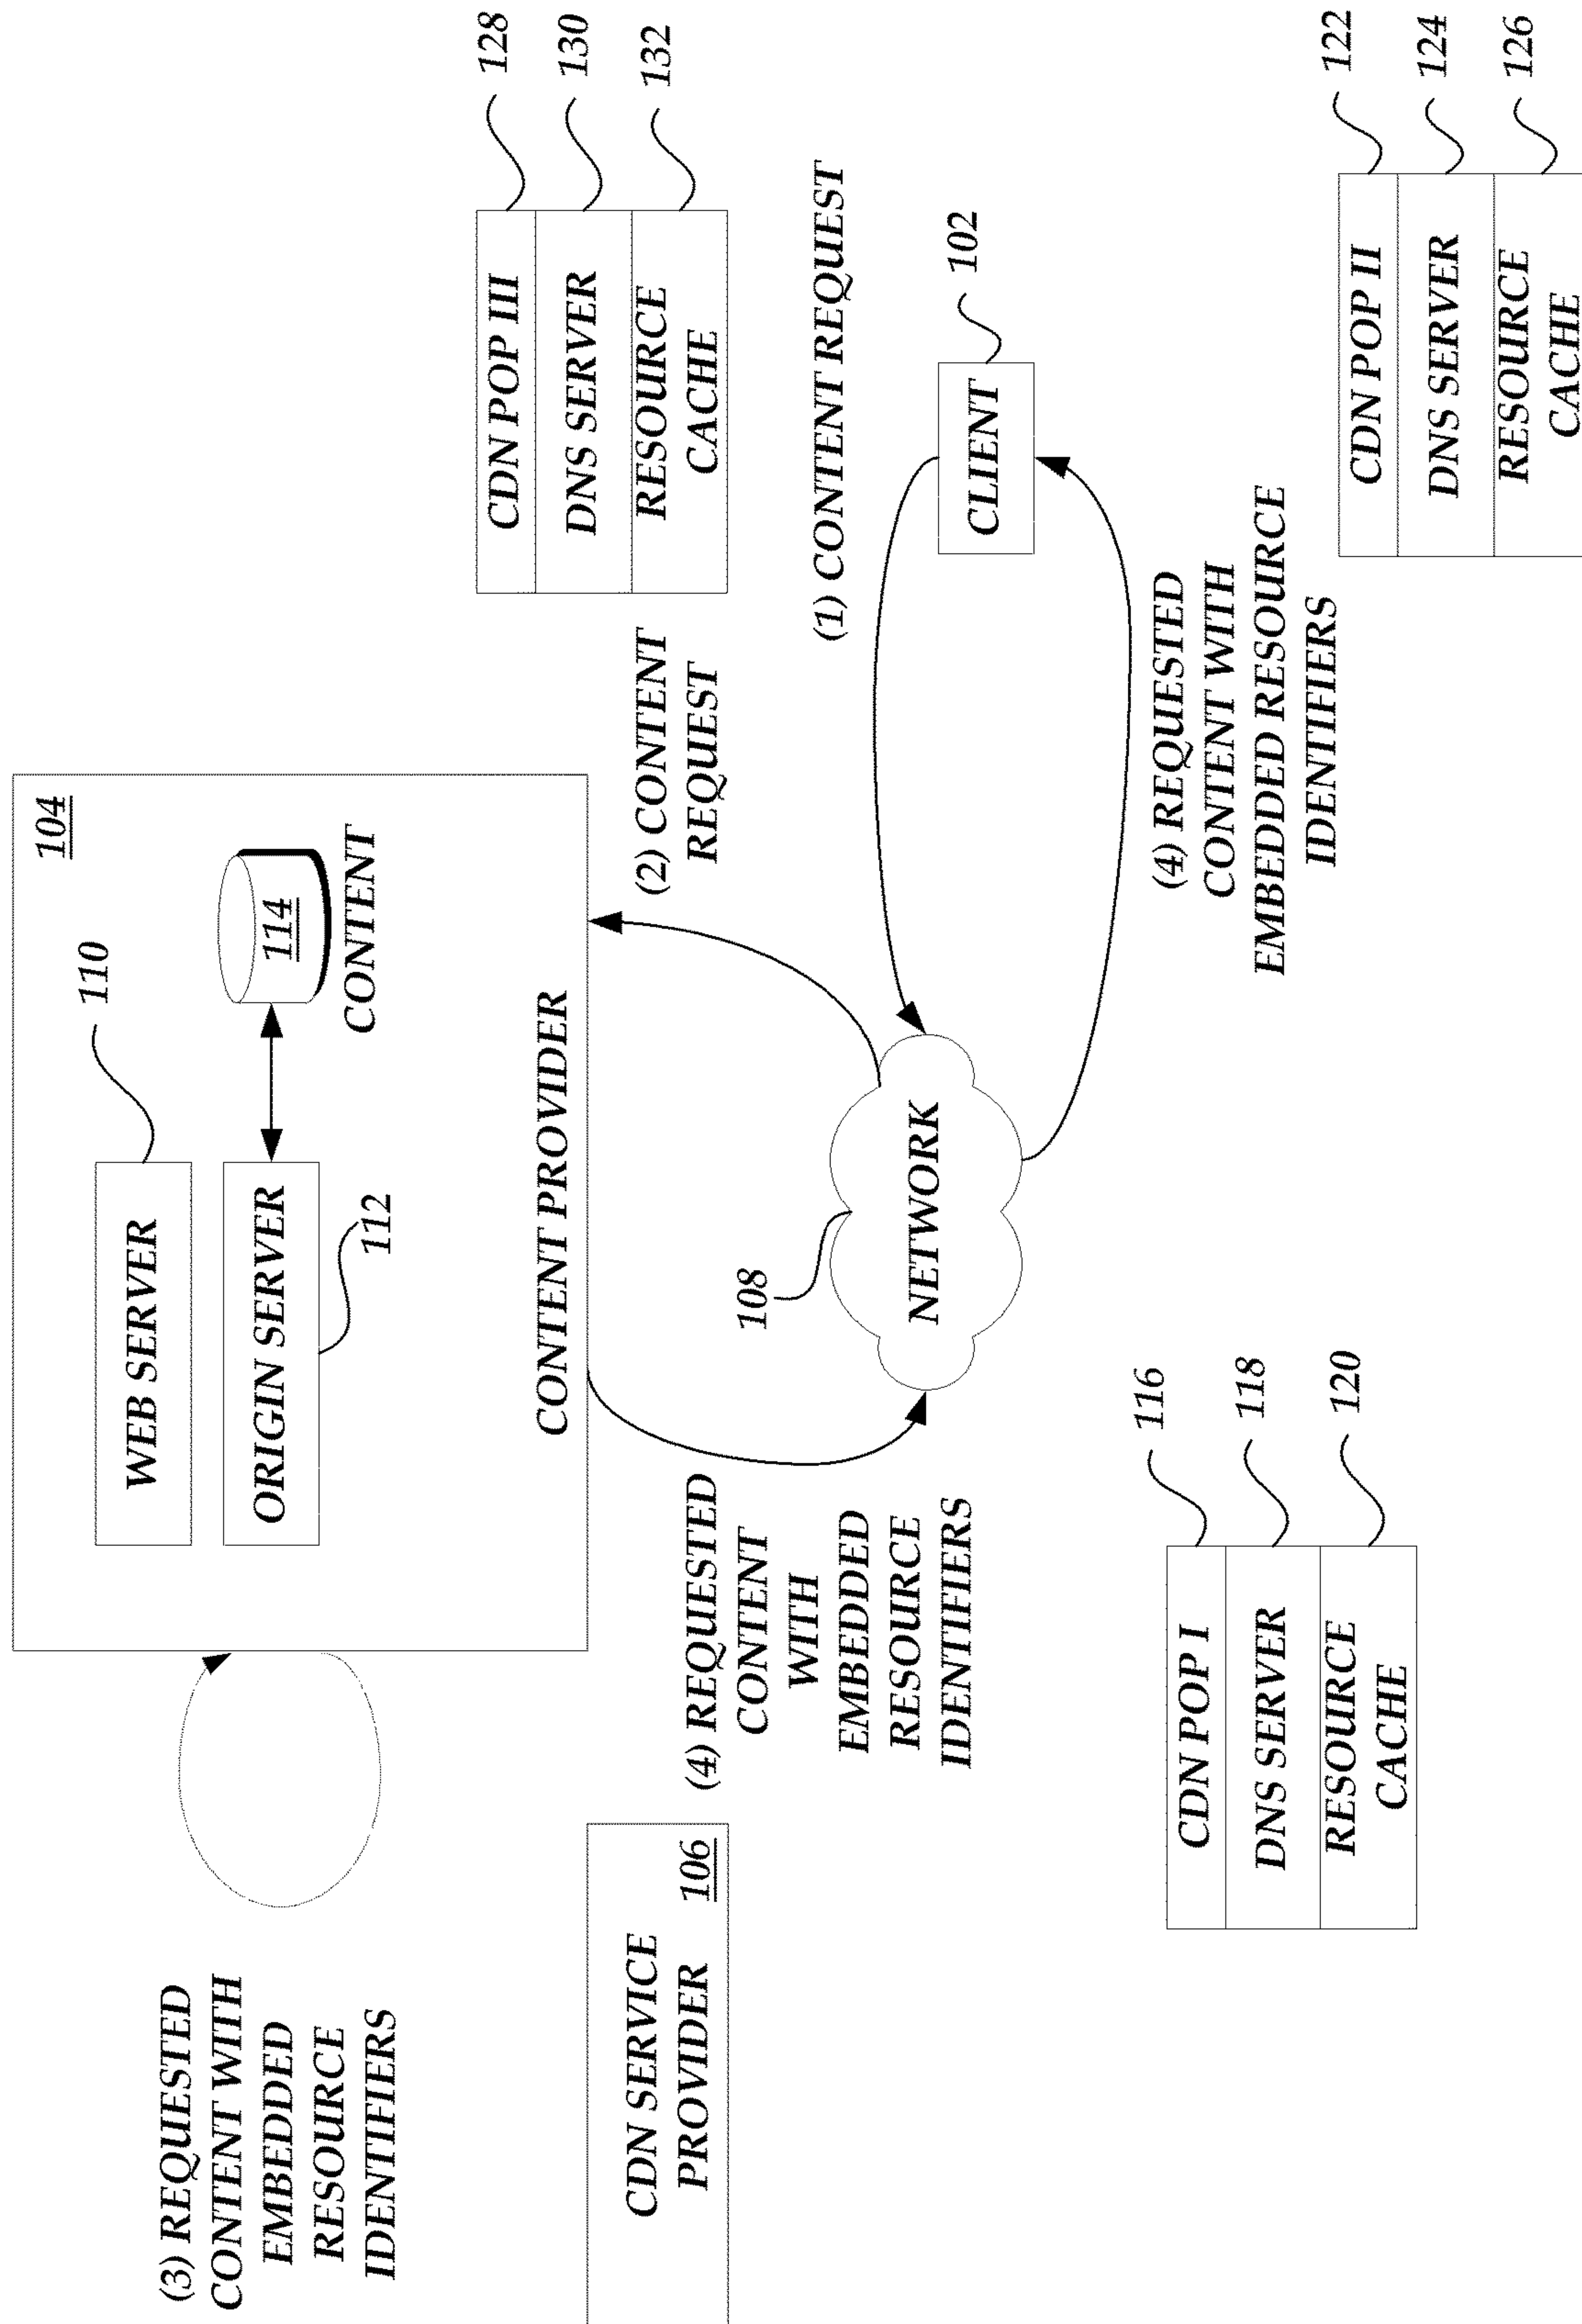 (3) REQUESTED
CONTENT WITH
EMBEDDED
RESOURCE
IDENTIFIERS
104
WEB SERVER
110
ORIGIN SERVER
112
114
CONTENT
CONTENT PROVIDER
CDN SERVICE
PROVIDER
106
(4) REQUESTED
CONTENT
WITH
EMBEDDED
RESOURCE
IDENTIFIERS
(2) CONTENT
REQUEST
CDN POP III
128
DNS SERVER
130
RESOURCE
CACHE
132
108
NETWORK
(1) CONTENT REQUEST
CLIENT
102
(4) REQUESTED
CONTENT WITH
EMBEDDED RESOURCE
IDENTIFIERS
CDN POP I
116
DNS SERVER
118
RESOURCE
CACHE
120
CDN POP II
122
DNS SERVER
124
RESOURCE
CACHE
126